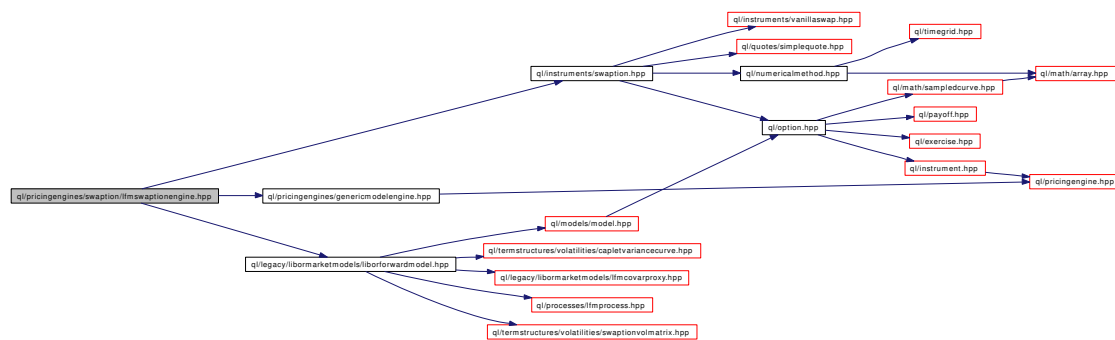 ql/instruments/vanillaswap.hpp
ql/timegrid.hpp
ql/quotes/simplequote.hpp
ql/instruments/swaption.hpp
ql/numericalmethod.hpp
ql/math/array.hpp
ql/math/sampledcurve.hpp
ql/payoff.hpp
ql/option.hpp
ql/exercise.hpp
ql/instrument.hpp
ql/pricingengine.hpp
ql/pricingengines/swaption/lfmswaptionengine.hpp
ql/pricingengines/genericmodelengine.hpp
ql/models/model.hpp
ql/termstructures/volatilities/capletvariancecurve.hpp
ql/legacy/libormarketmodels/liborforwardmodel.hpp
ql/legacy/libormarketmodels/lfmcovarproxy.hpp
ql/processes/lfmprocess.hpp
ql/termstructures/volatilities/swaptionvolmatrix.hpp